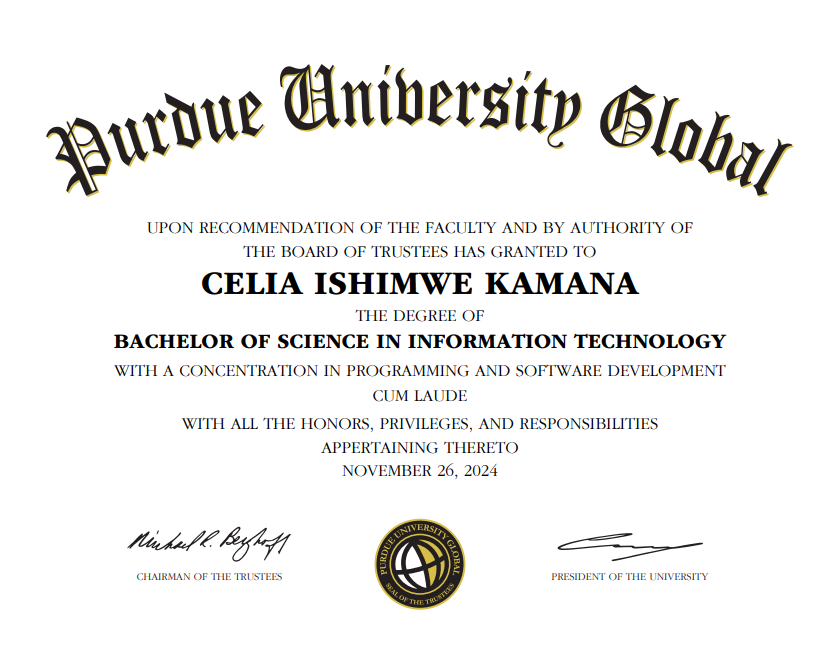 Purdue University Global
UPON RECOMMENDATION OF THE FACULTY AND BY AUTHORITY OF
THE BOARD OF TRUSTEES HAS GRANTED TO
CELIA ISHIMWE KAMANA
THE DEGREE OF
BACHELOR OF SCIENCE IN INFORMATION TECHNOLOGY
WITH A CONCENTRATION IN PROGRAMMING AND SOFTWARE DEVELOPMENT
CUM LAUDE
WITH ALL THE HONORS, PRIVILEGES, AND RESPONSIBILITIES
APPERTAINING THERETO
NOVEMBER 26, 2024
Michael R. Berghoff
CHAIRMAN OF THE TRUSTEES
PURDUE UNIVERSITY GLOBAL
SEAL OF THE TRUSTEES
PRESIDENT OF THE UNIVERSITY